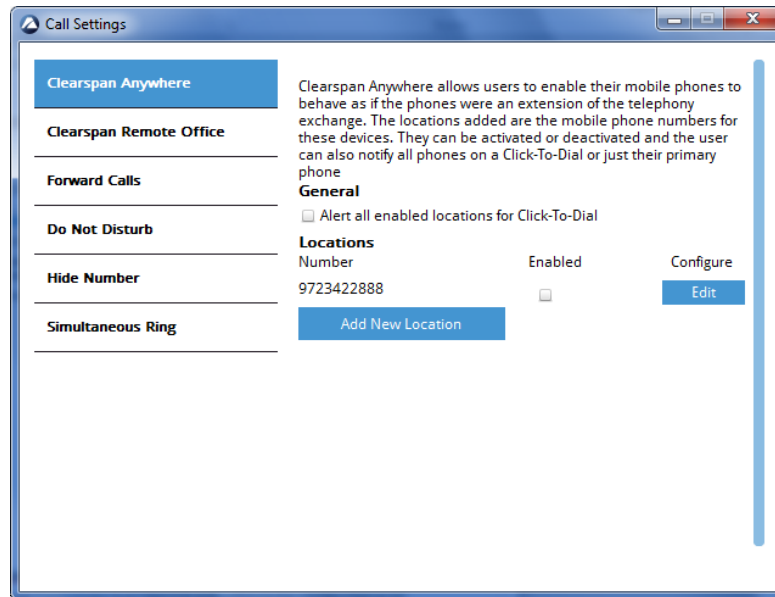 Call Settings
Clearspan Anywhere
Clearspan Remote Office
Forward Calls
Do Not Disturb
Hide Number
Simultaneous Ring
Clearspan Anywhere allows users to enable their mobile phones to
behave as if the phones were an extension of the telephony
exchange. The locations added are the mobile phone numbers for
these devices. They can be activated or deactivated and the user
can also notify all phones on a Click-To-Dial or just their primary
phone
General
Alert all enabled locations for Click-To-Dial
Locations
Number Enabled Configure
9723422888 Edit
Add New Location